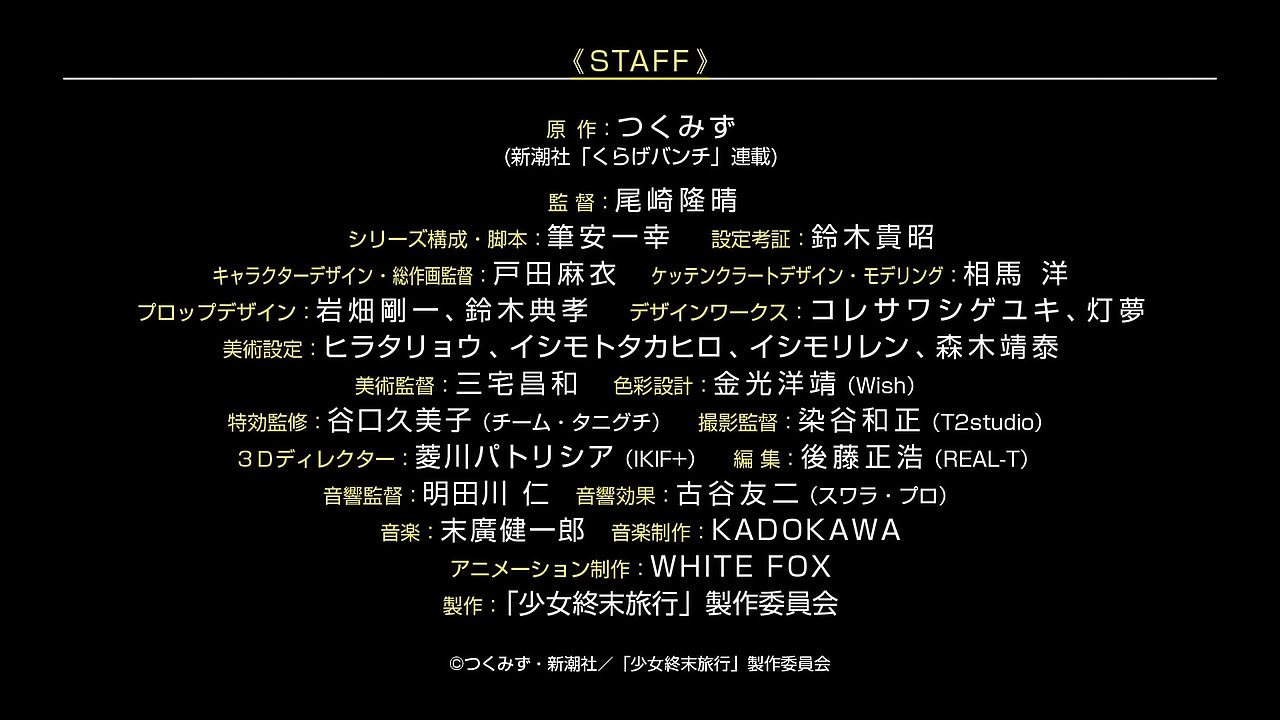 《STAFF》
原 作：つくみず
(新潮社「くらげバンチ」連載)
監 督：尾崎隆晴
シリーズ構成・脚本：筆安一幸　設定考証：鈴木貴昭
キャラクターデザイン・総作画監督：戸田麻衣　ケッテンクラートデザイン・モデリング：相馬 洋
プロップデザイン：岩畑剛一、鈴木典孝　デザインワークス：コレサワシゲユキ、灯夢
美術設定：ヒラタリョウ、イシモトタカヒロ、イシモリレン、森木靖泰
美術監督：三宅昌和　色彩設計：金光洋靖（Wish）
特効監修：谷口久美子（チーム・タニグチ）　撮影監督：染谷和正（T2studio）
３Ｄディレクター：菱川パトリシア（IKIF+）　編 集：後藤正浩（REAL-T）
音響監督：明田川 仁　音響効果：古谷友二（スワラ・プロ）
音楽：末廣健一郎　音楽制作：KADOKAWA
アニメーション制作：WHITE FOX
製作：「少女終末旅行」製作委員会
©つくみず・新潮社／「少女終末旅行」製作委員会